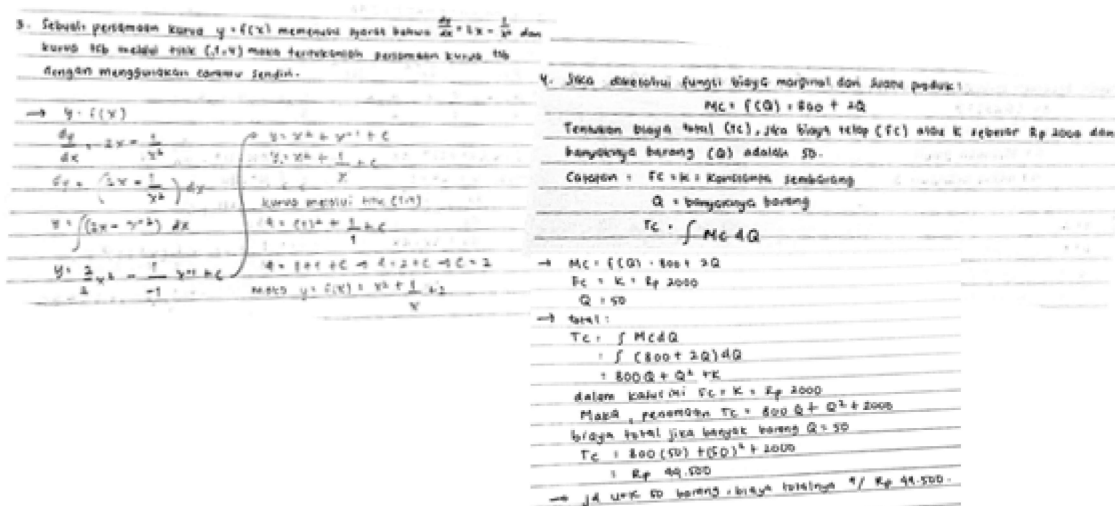 3. Sebuah persamaan kurva y = f(x) memenuhi syarat bahwa dy/dx = 2x - 1/x² dan
kurva tsb melalui titik (1,4) maka tentukanlah persamaan kurva tsb
dengan menggunakan caramu sendiri.
→ y = f(x)
dy/dx = 2x - 1/x²
dy = (2x - 1/x²) dx
y = ∫(2x - x⁻²) dx
y = 2/2 x² - 1/-1 x⁻¹ + c
y = x² + x⁻¹ + c
y = x² + 1/x + c
kurva melalui titik (1,4)
4 = (1)² + 1/1 + c
4 = 1+1+c → 4 = 2+c → c = 2
maka y = f(x) = x² + 1/x + 2
4. Jika diketahui fungsi biaya marginal dari suatu produk:
MC = f(Q) = 800 + 2Q
Tentukan biaya total (TC), jika biaya tetap (FC) atau K sebesar Rp 2000 dan
banyaknya barang (Q) adalah 50.
Catatan = FC = K = Konstanta sembarang
Q = banyaknya barang
TC = ∫ MC dQ
→ MC = f(Q) = 800 + 2Q
FC = K = Rp 2000
Q = 50
→ total:
TC = ∫ MC dQ
= ∫ (800 + 2Q) dQ
= 800Q + Q² + K
dalam kasus ini FC = K = Rp 2000
Maka, persamaan TC = 800 Q + Q² + 2000
biaya total jika banyak barang Q = 50
TC = 800 (50) + (50)² + 2000
= Rp 44.500
→ jd utk 50 barang, biaya totalnya Rp 44.500.